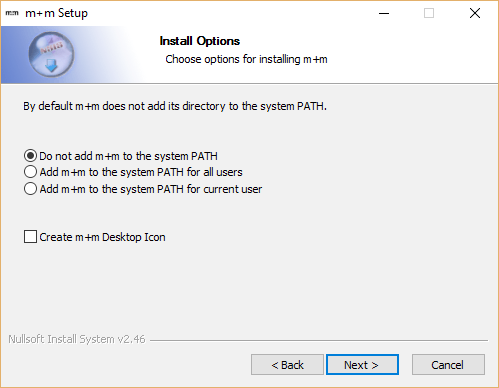 m+m m+m Setup
Install Options
Choose options for installing m+m
By default m+m does not add its directory to the system PATH.
Do not add m+m to the system PATH
Add m+m to the system PATH for all users
Add m+m to the system PATH for current user
Create m+m Desktop Icon
Nullsoft Install System v2.46
< Back Next > Cancel